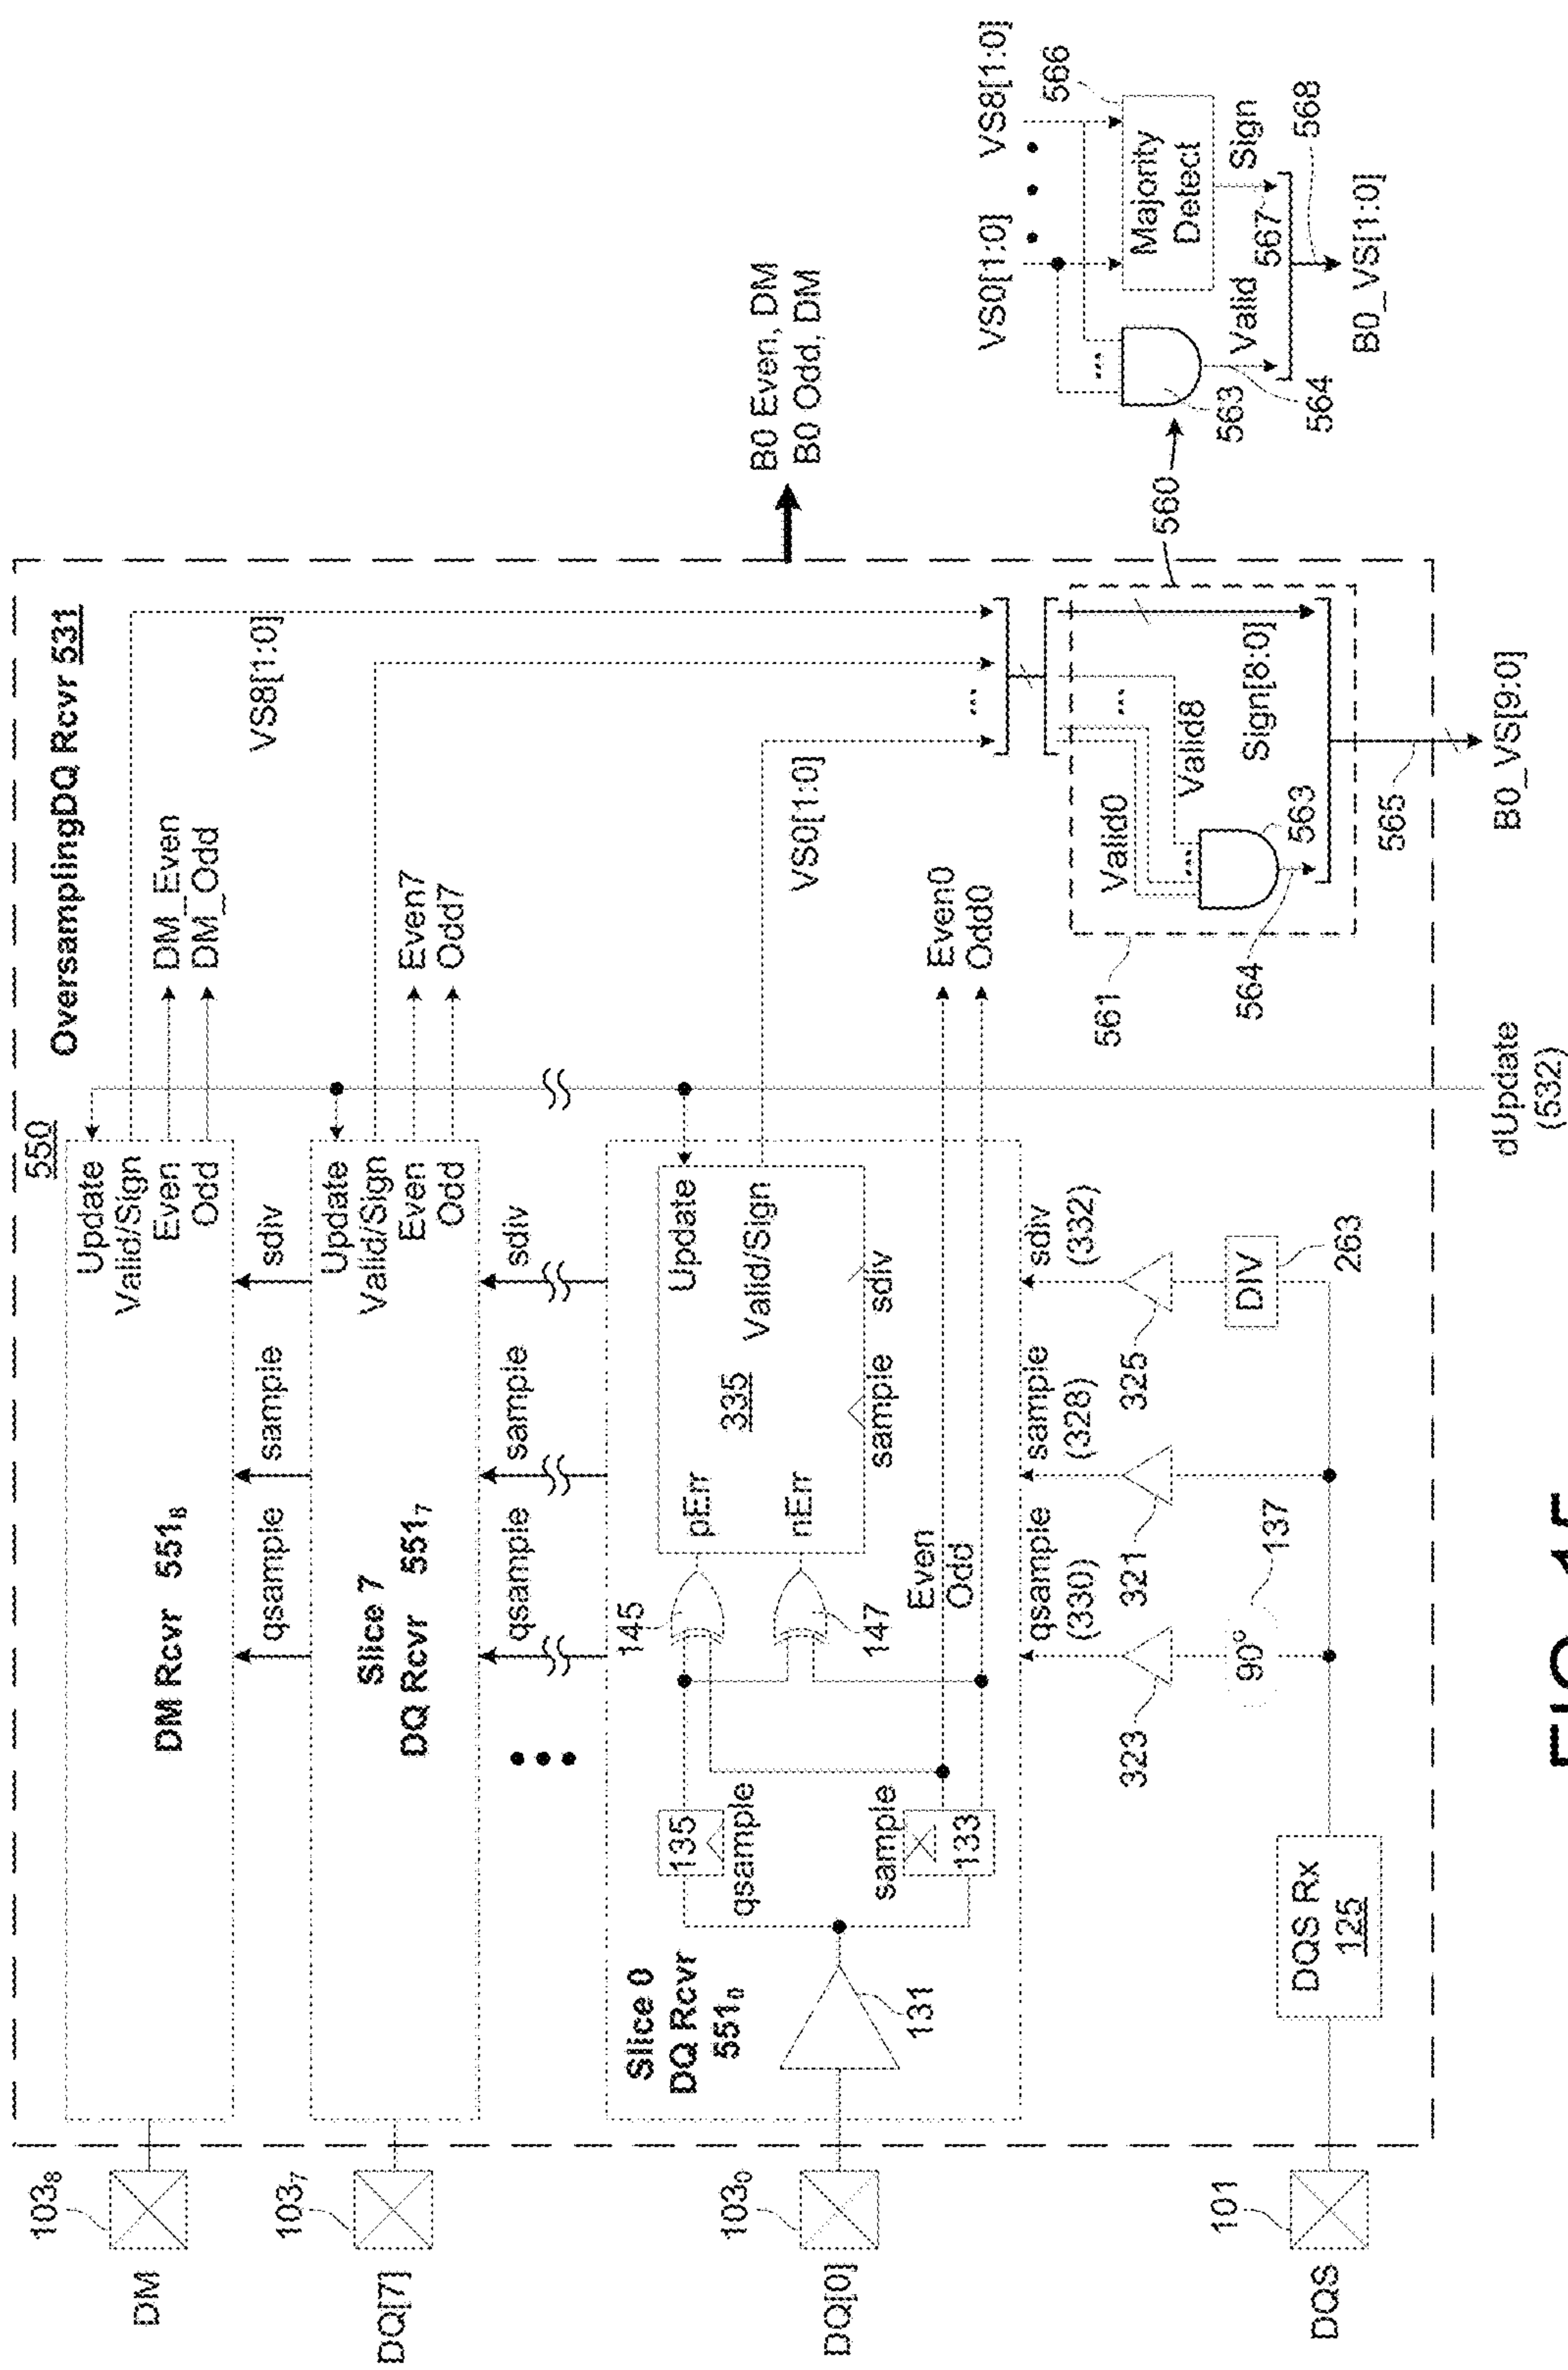 550
OversamplingDQ Rcvr 531
103₈
DM
DM Rcvr 551₈
Update
Valid/Sign
Even
Odd
DM_Even
DM_Odd
VS8[1:0]
qsample
sample
sdiv
103₇
DQ[7]
Slice 7
DQ Rcvr 551₇
Update
Valid/Sign
Even
Odd
Even7
Odd7
qsample
sample
sdiv
103₀
DQ[0]
Slice 0
DQ Rcvr
551₀
131
135
qsample
sample
133
145
147
pErr
nErr
335
Update
Valid/Sign
sample
sdiv
Even
Odd
VS0[1:0]
Even0
Odd0
qsample
(330)
sample
(328)
sdiv
(332)
323
321
325
90°
137
DIV
263
101
DQS
DQS Rx
125
dUpdate
(532)
561
Valid0
Valid8
Sign[8:0]
563
564
565
B0_VS[9:0]
B0 Even, DM
B0 Odd, DM
560
VS0[1:0]
VS8[1:0]
566
Majority
Detect
563
564
Valid
Sign
567
568
B0_VS[1:0]